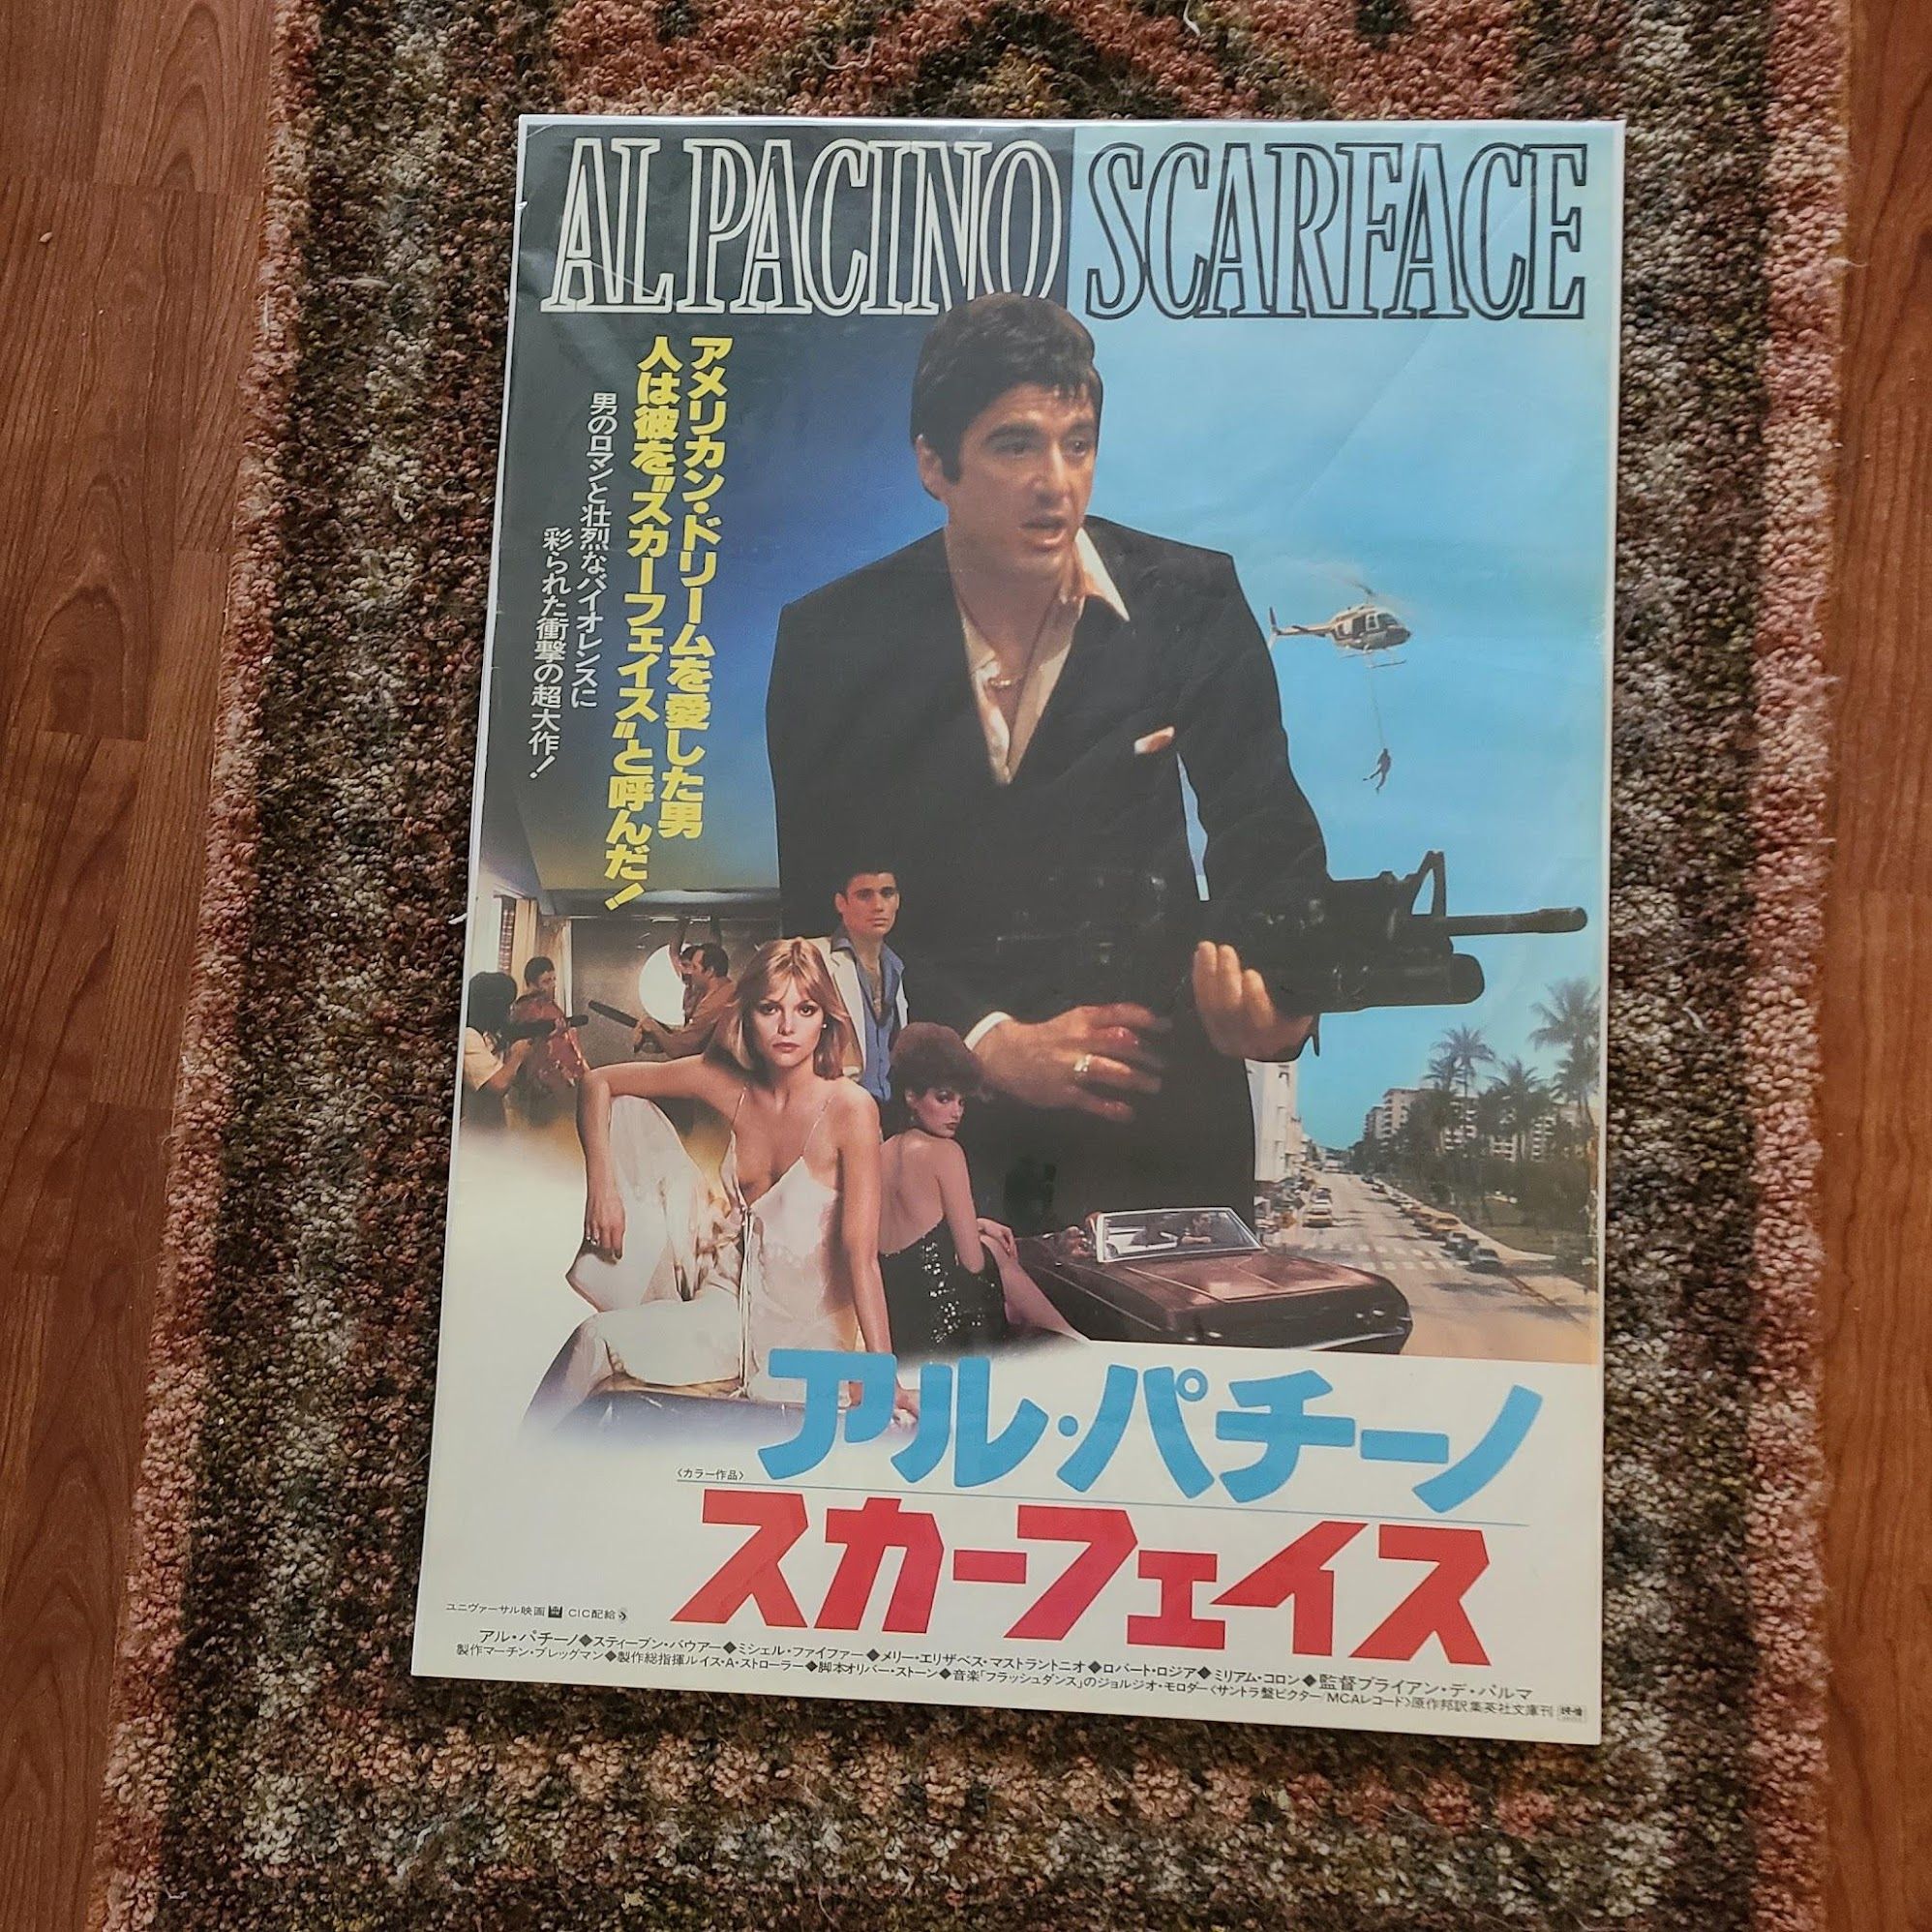 AL PACINO SCARFACE
アメリカン・ドリームを愛した男
人は彼を"スカーフェイス"と呼んだ!
男のロマンと壮烈なバイオレンスに
彩られた衝撃の超大作!
アル・パチーノ
〈カラー作品〉
スカーフェイス
ユニヴァーサル映画 CIC配給
アル・パチーノ◆スティーブン・バウアー◆ミシェル・ファイファー◆メリー・エリザベス・マストラントニオ◆ロバート・ロジア◆ミリアム・コロン◆監督ブライアン・デ・パルマ
製作マーチン・ブレッグマン◆製作総指揮ルイス・A・ストローラー◆脚本オリバー・ストーン◆音楽「フラッシュダンス」のジョルジオ・モロダー〈サントラ盤ビクター/MCAレコード〉原作邦訳集英社文庫刊